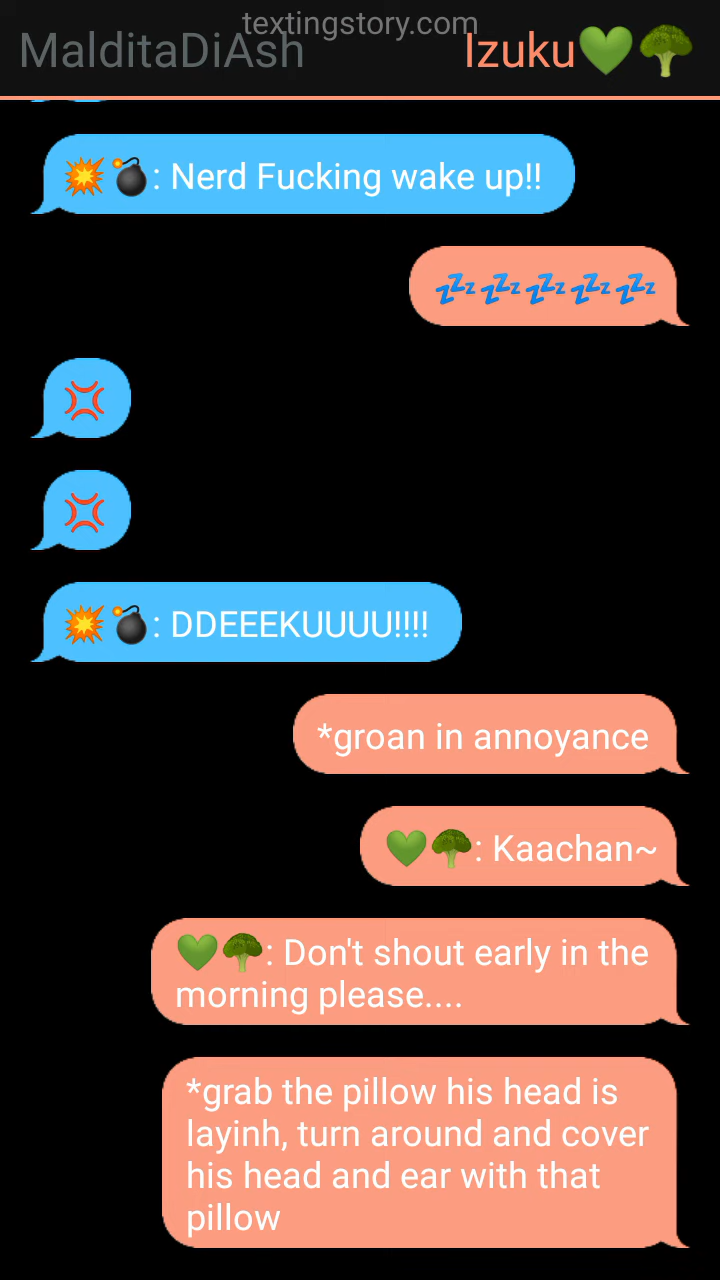 textingstory.com
MalditaDiAsh
Izuku💚🥦
💥💣: Nerd Fucking wake up!!
💤💤💤💤💤
💢
💢
💥💣: DDEEEKUUUU!!!!
*groan in annoyance
💚🥦: Kaachan~
💚🥦: Don't shout early in the
morning please....
*grab the pillow his head is
layinh, turn around and cover
his head and ear with that
pillow